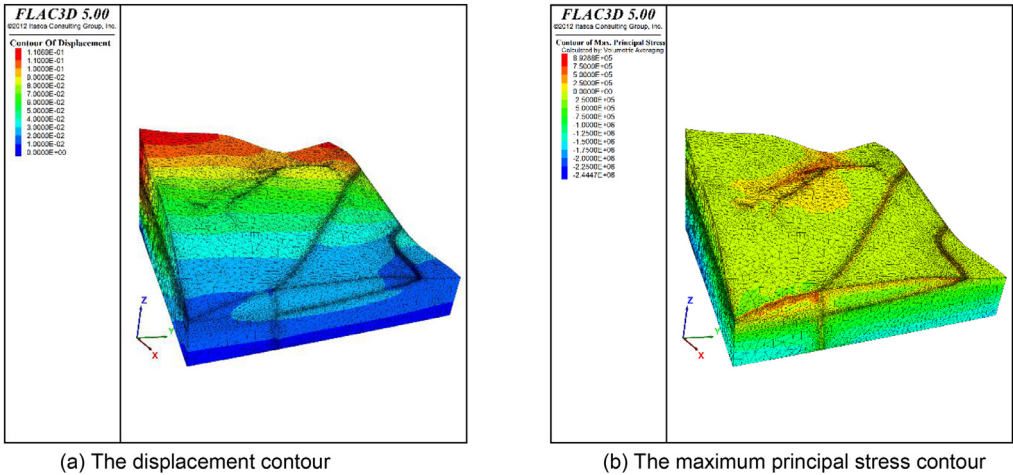 FLAC3D 5.00
©2012 Itasca Consulting Group, Inc.
Contour Of Displacement
1.1669E-01
1.1000E-01
1.0000E-01
9.0000E-02
8.0000E-02
7.0000E-02
6.0000E-02
5.0000E-02
4.0000E-02
3.0000E-02
2.0000E-02
1.0000E-02
0.0000E+00
Z
Y
X
(a) The displacement contour
FLAC3D 5.00
©2012 Itasca Consulting Group, Inc.
Contour of Max. Principal Stress
Calculated by: Volumetric Averaging
8.9288E+05
7.5000E+05
5.0000E+05
2.5000E+05
0.0000E+00
2.5000E+05
5.0000E+05
7.5000E+05
-1.0000E+06
-1.2500E+06
-1.5000E+06
-1.7500E+06
-2.0000E+06
-2.2500E+06
-2.4447E+06
Z
Y
X
(b) The maximum principal stress contour